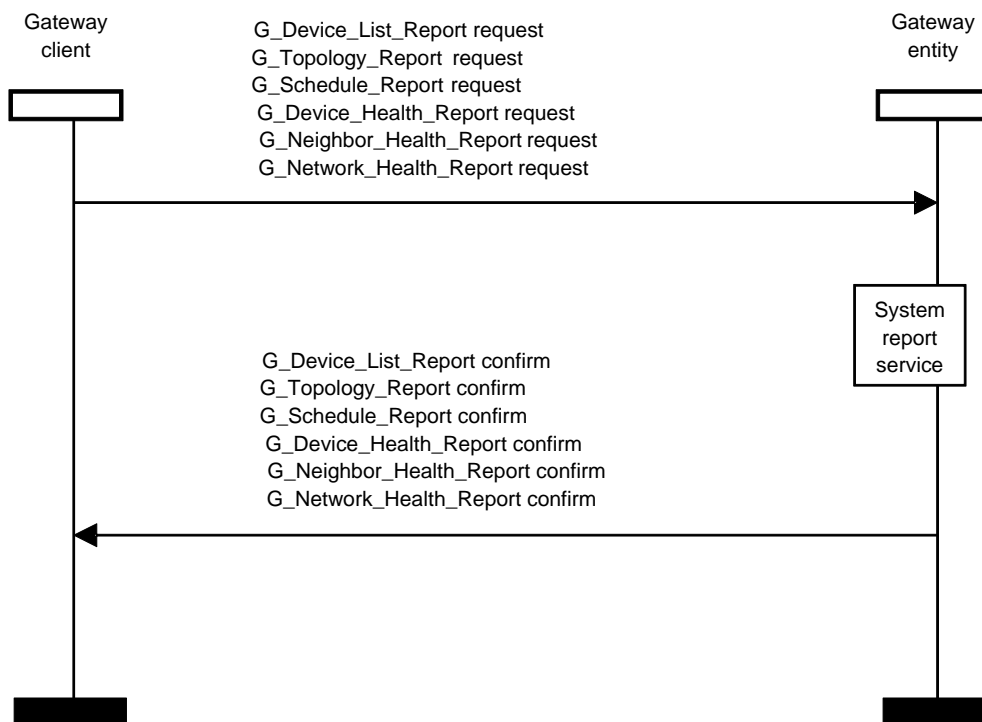 Gateway
client
G_Device_List_Report request
G_Topology_Report  request
G_Schedule_Report request
G_Device_Health_Report request
G_Neighbor_Health_Report request
G_Network_Health_Report request
Gateway
entity
System
report
service
G_Device_List_Report confirm
G_Topology_Report confirm
G_Schedule_Report confirm
G_Device_Health_Report confirm
G_Neighbor_Health_Report confirm
G_Network_Health_Report confirm